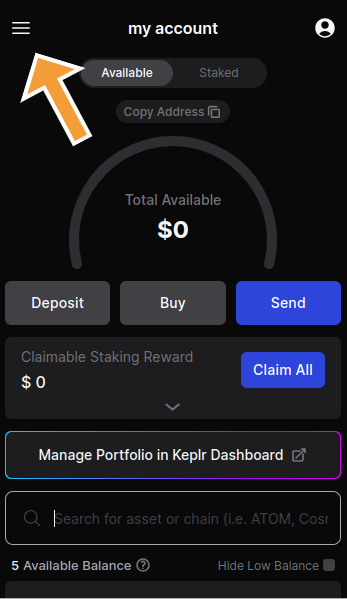 my account
Available Staked
Copy Address
Total Available
$0
Deposit Buy Send
Claimable Staking Reward
$ 0
Claim All
Manage Portfolio in Keplr Dashboard
Search for asset or chain (i.e. ATOM, Cosr
5 Available Balance Hide Low Balance